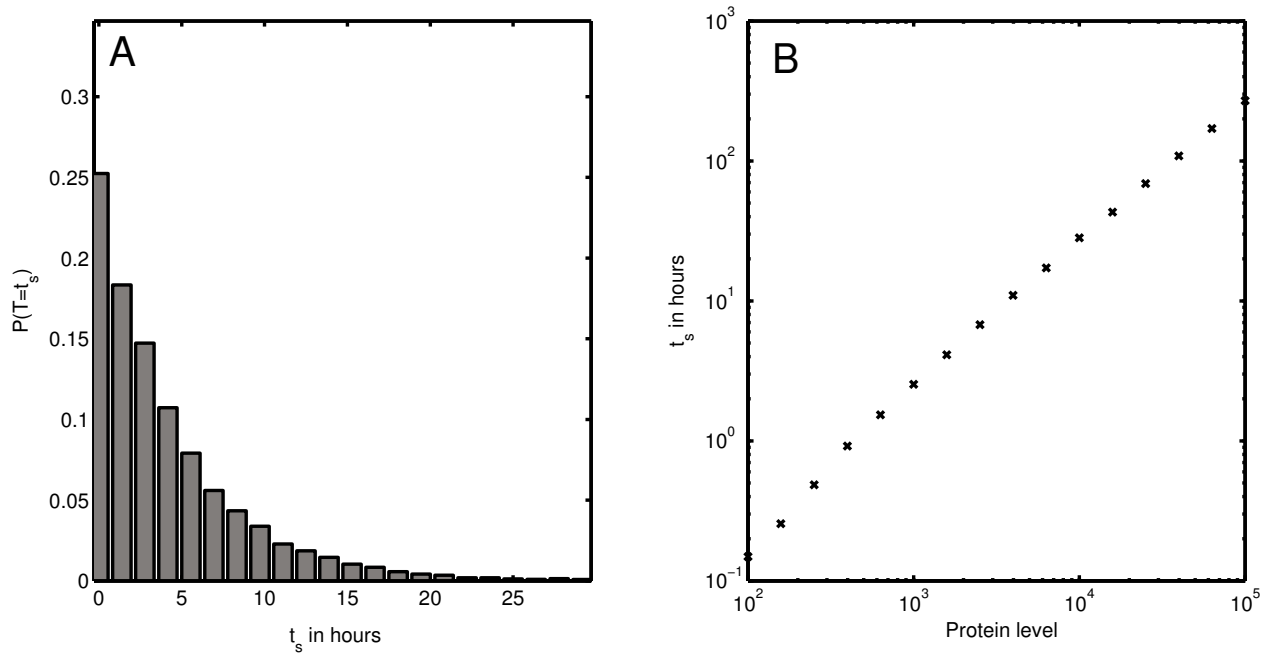 A
P(T=t_s)
0.3
0.25
0.2
0.15
0.1
0.05
0
0 5 10 15 20 25
t_s in hours
B
t_s in hours
10^3
10^2
10^1
10^0
10^−1
10^2 10^3 10^4 10^5
Protein level